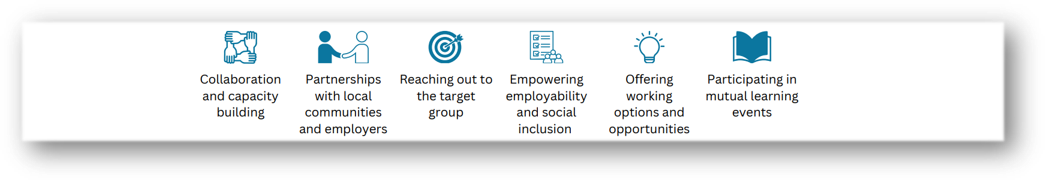 Collaboration
and capacity
building
Partnerships
with local
communities
and employers
Reaching out to
the target
group
Empowering
employability
and social
inclusion
Offering
working
options and
opportunities
Participating in
mutual learning
events